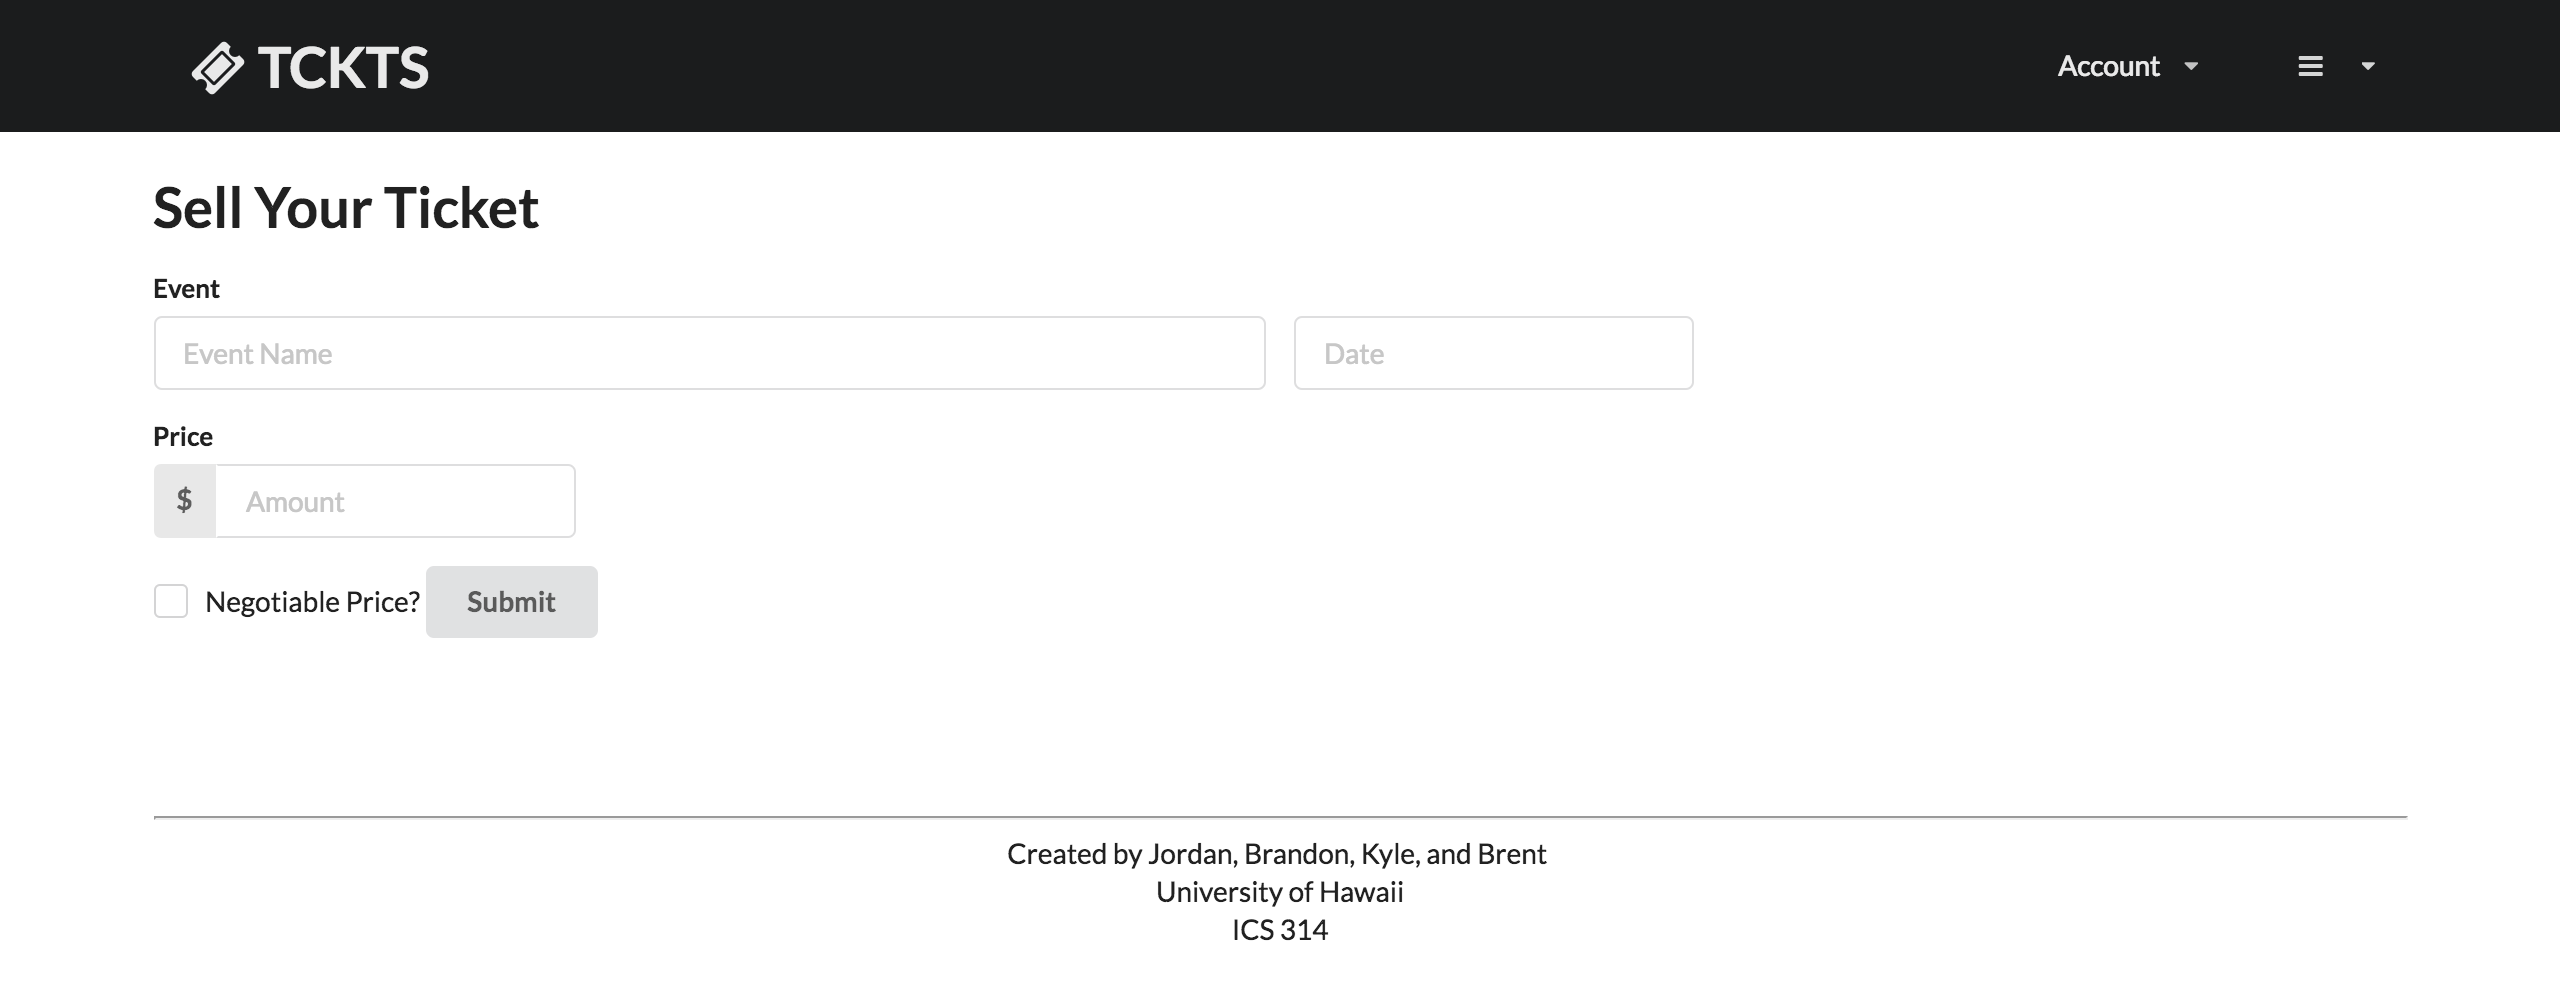 TCKTS
Account
Sell Your Ticket
Event
Event Name
Date
Price
$ Amount
Negotiable Price? Submit
Created by Jordan, Brandon, Kyle, and Brent
University of Hawaii
ICS 314